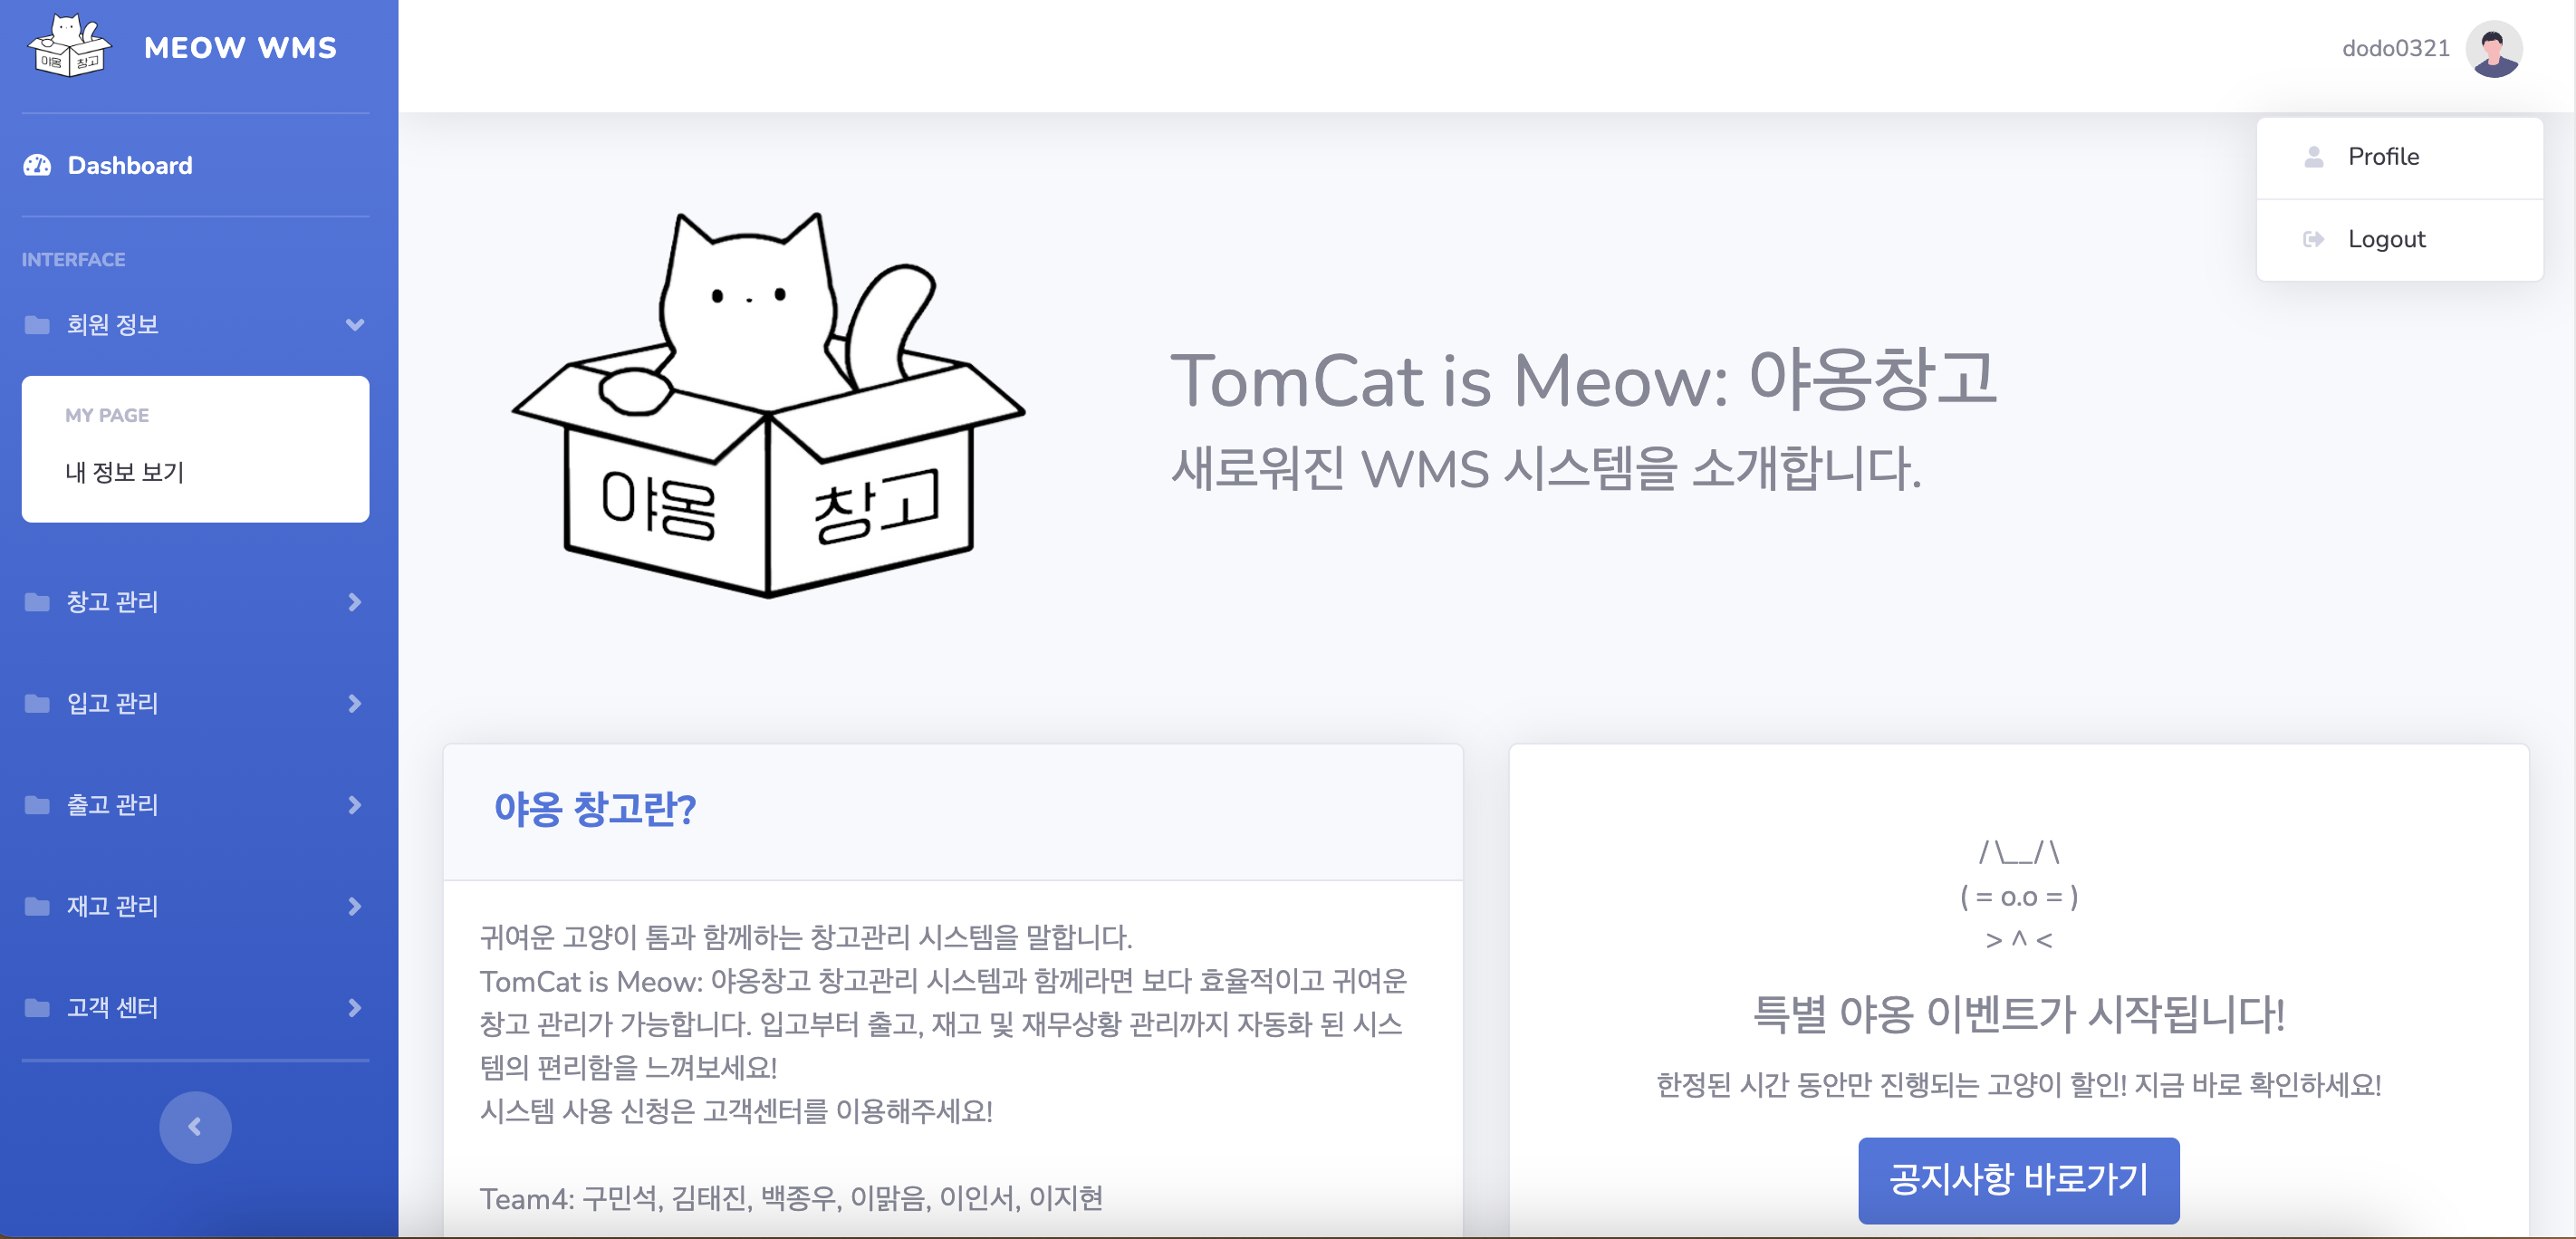 야옹 창고
MEOW WMS
dodo0321
Dashboard
Profile
Logout
INTERFACE
회원 정보
MY PAGE
내 정보 보기
창고 관리
입고 관리
출고 관리
재고 관리
고객 센터
야옹 창고
TomCat is Meow: 야옹창고
새로워진 WMS 시스템을 소개합니다.
야옹 창고란?
귀여운 고양이 톰과 함께하는 창고관리 시스템을 말합니다.
TomCat is Meow: 야옹창고 창고관리 시스템과 함께라면 보다 효율적이고 귀여운
창고 관리가 가능합니다. 입고부터 출고, 재고 및 재무상황 관리까지 자동화 된 시스
템의 편리함을 느껴보세요!
시스템 사용 신청은 고객센터를 이용해주세요!
Team4: 구민석, 김태진, 백종우, 이맑음, 이인서, 이지현
/ \__/ \
( = o.o = )
> ^ <
특별 야옹 이벤트가 시작됩니다!
한정된 시간 동안만 진행되는 고양이 할인! 지금 바로 확인하세요!
공지사항 바로가기